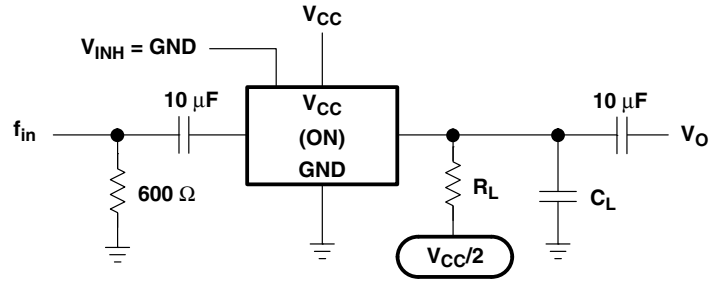 VCC
VINH = GND
10 μF
VCC
10 μF
fin
(ON)
VO
GND
600 Ω
RL
CL
VCC/2